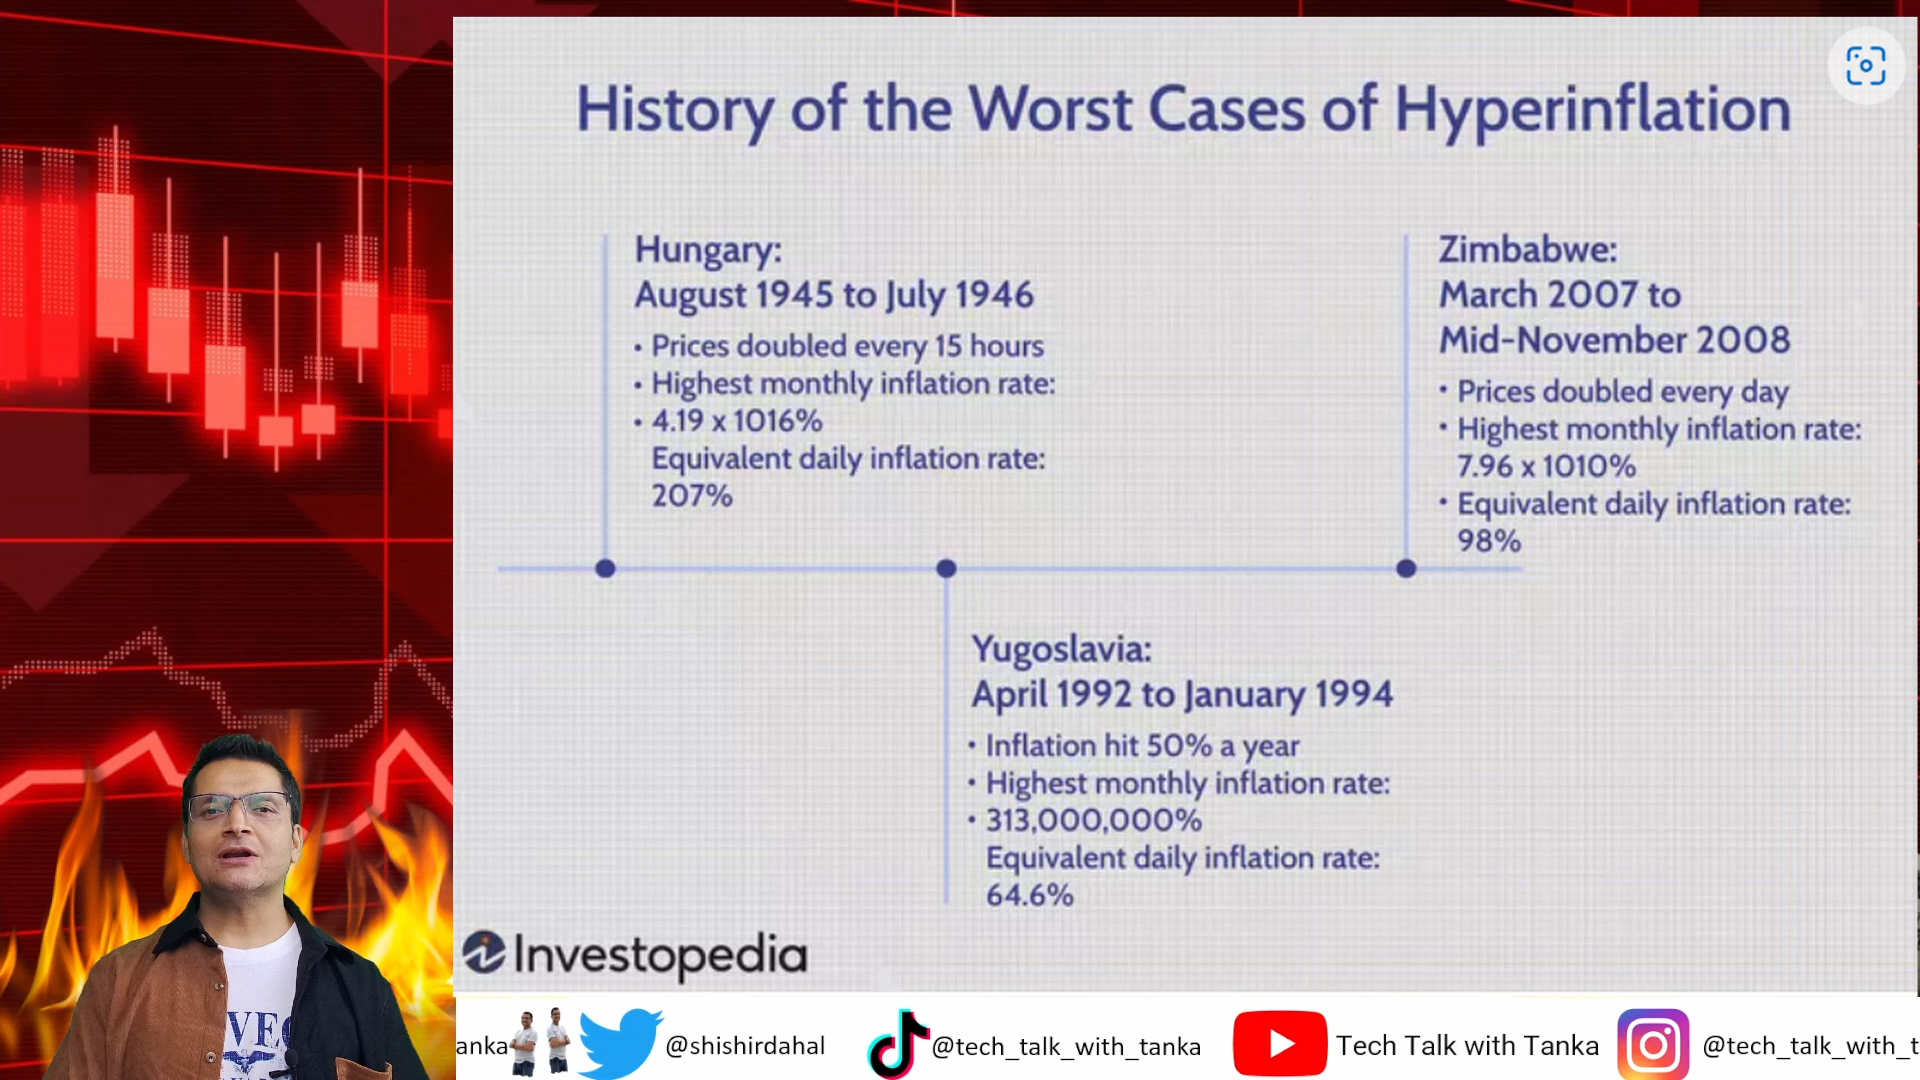 History of the Worst Cases of Hyperinflation
Hungary:
August 1945 to July 1946
• Prices doubled every 15 hours
• Highest monthly inflation rate:
• 4.19 x 1016%
Equivalent daily inflation rate:
207%
Zimbabwe:
March 2007 to
Mid-November 2008
• Prices doubled every day
• Highest monthly inflation rate:
7.96 x 1010%
• Equivalent daily inflation rate:
98%
Yugoslavia:
April 1992 to January 1994
• Inflation hit 50% a year
• Highest monthly inflation rate:
• 313,000,000%
Equivalent daily inflation rate:
64.6%
Investopedia
anka @shishirdahal @tech_talk_with_tanka Tech Talk with Tanka @tech_talk_with_t